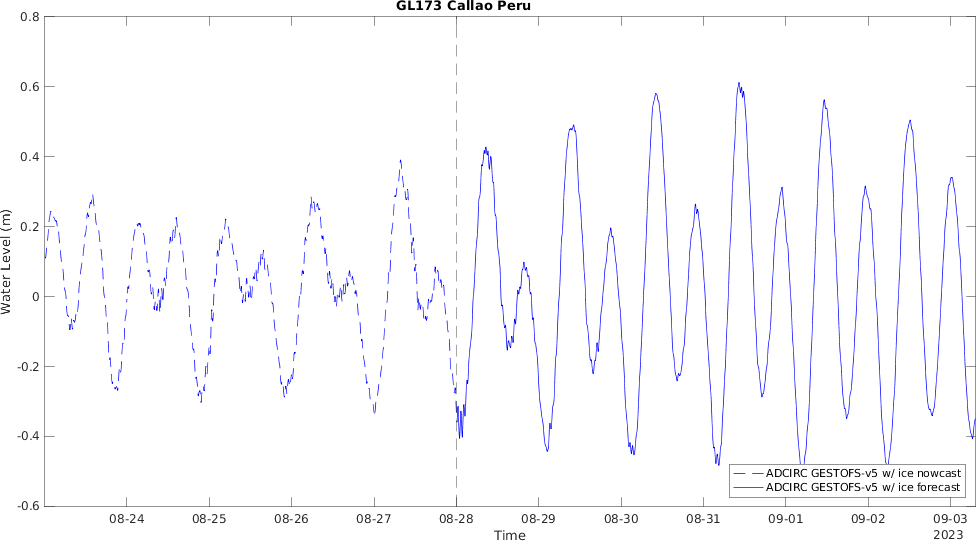 GL173 Callao Peru
0.8
0.6
0.4
0.2
0
-0.2
-0.4
-0.6
Water Level (m)
ADCIRC GESTOFS-v5 w/ ice nowcast
ADCIRC GESTOFS-v5 w/ ice forecast
08-24 08-25 08-26 08-27 08-28 08-29 08-30 08-31 09-01 09-02 09-03
2023
Time